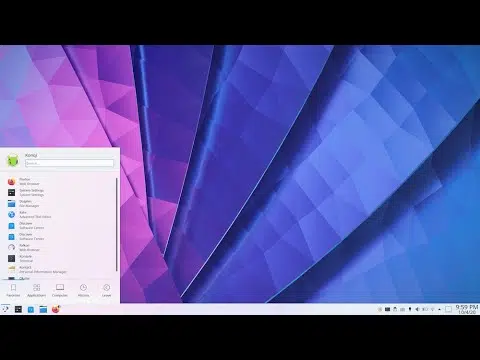 Search...
Firefox
Web Browser
System Settings
System Settings
Dolphin
File Manager
Kate
Advanced Text Editor
Discover
Software Center
Discover
Software Center
Falkon
Web Browser
Konsole
Terminal
Kontact
Personal Information Manager
Favorites Applications Computer History Leave
9:59 PM
10/4/20